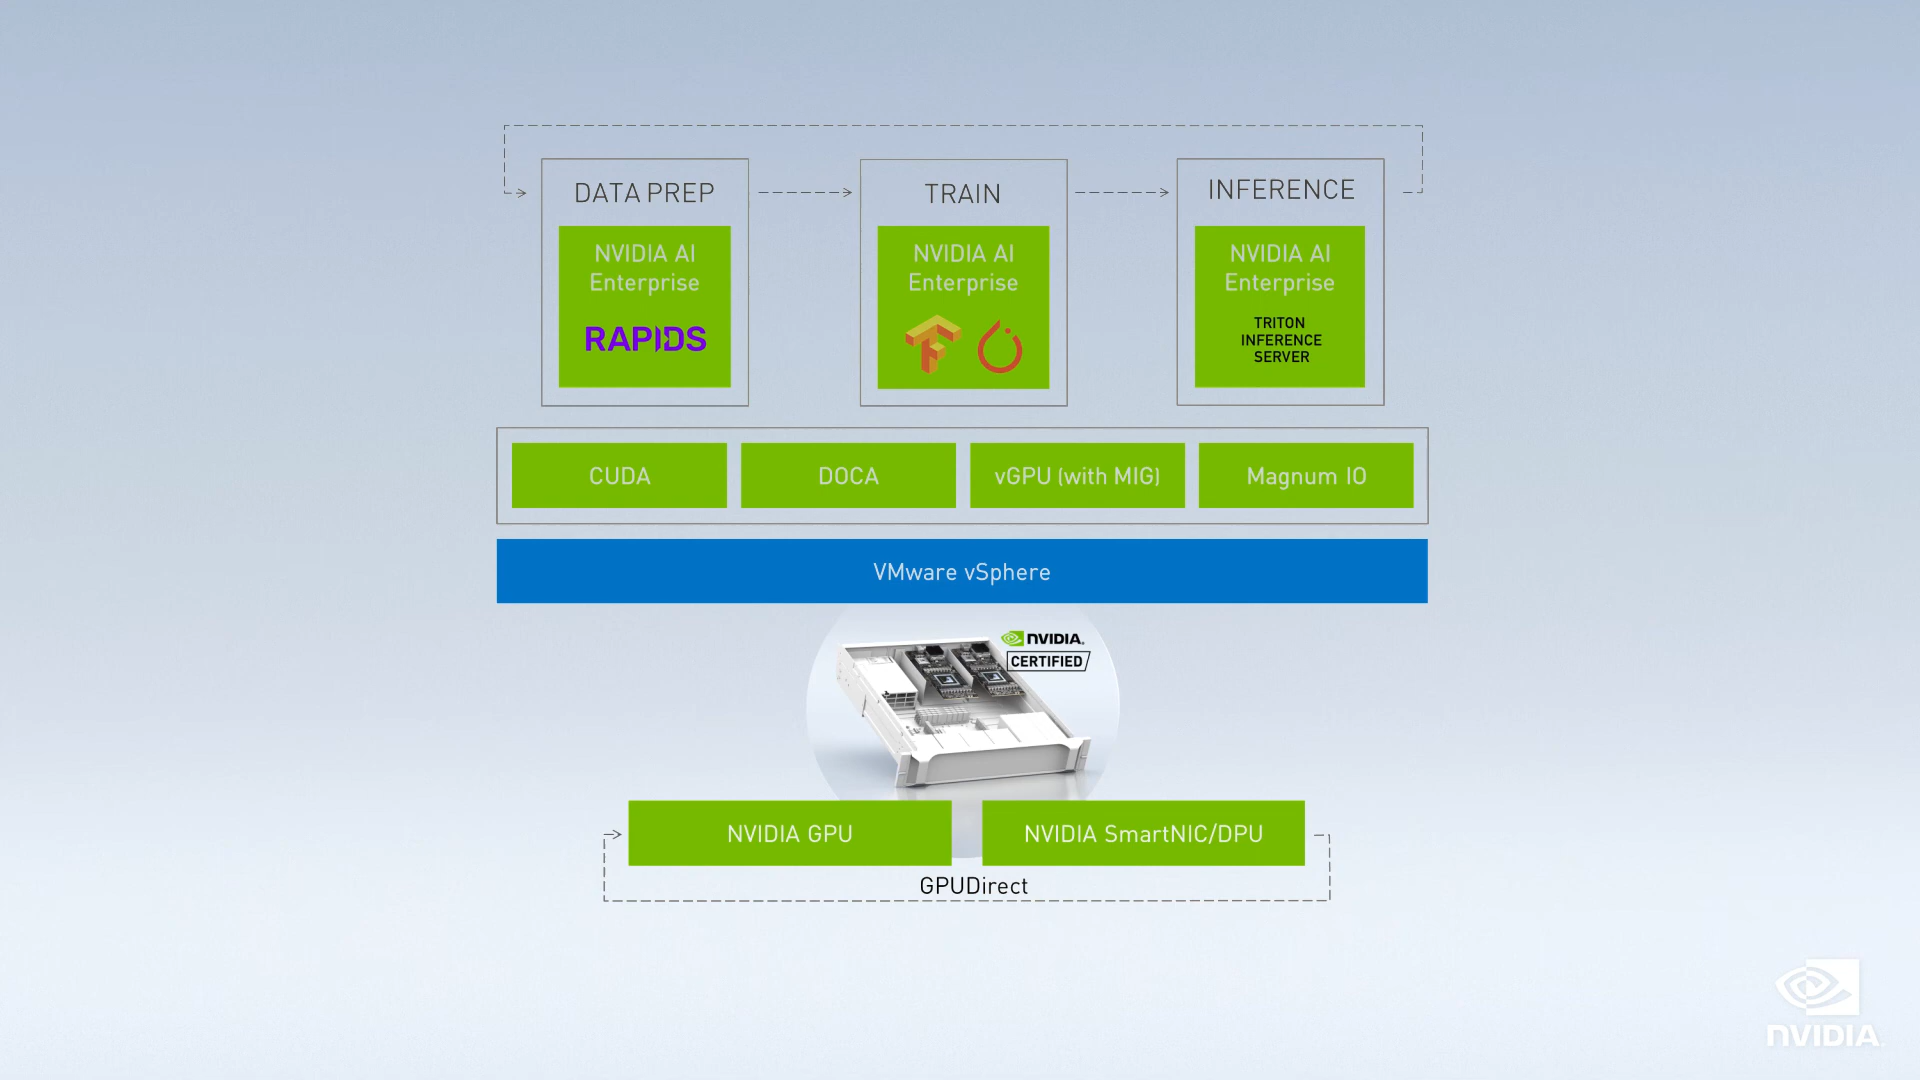 DATA PREP
NVIDIA AI
Enterprise
RAPIDS
TRAIN
NVIDIA AI
Enterprise
INFERENCE
NVIDIA AI
Enterprise
TRITON
INFERENCE
SERVER
CUDA
DOCA
vGPU (with MIG)
Magnum IO
VMware vSphere
NVIDIA.
CERTIFIED
NVIDIA GPU
NVIDIA SmartNIC/DPU
GPUDirect
NVIDIA.